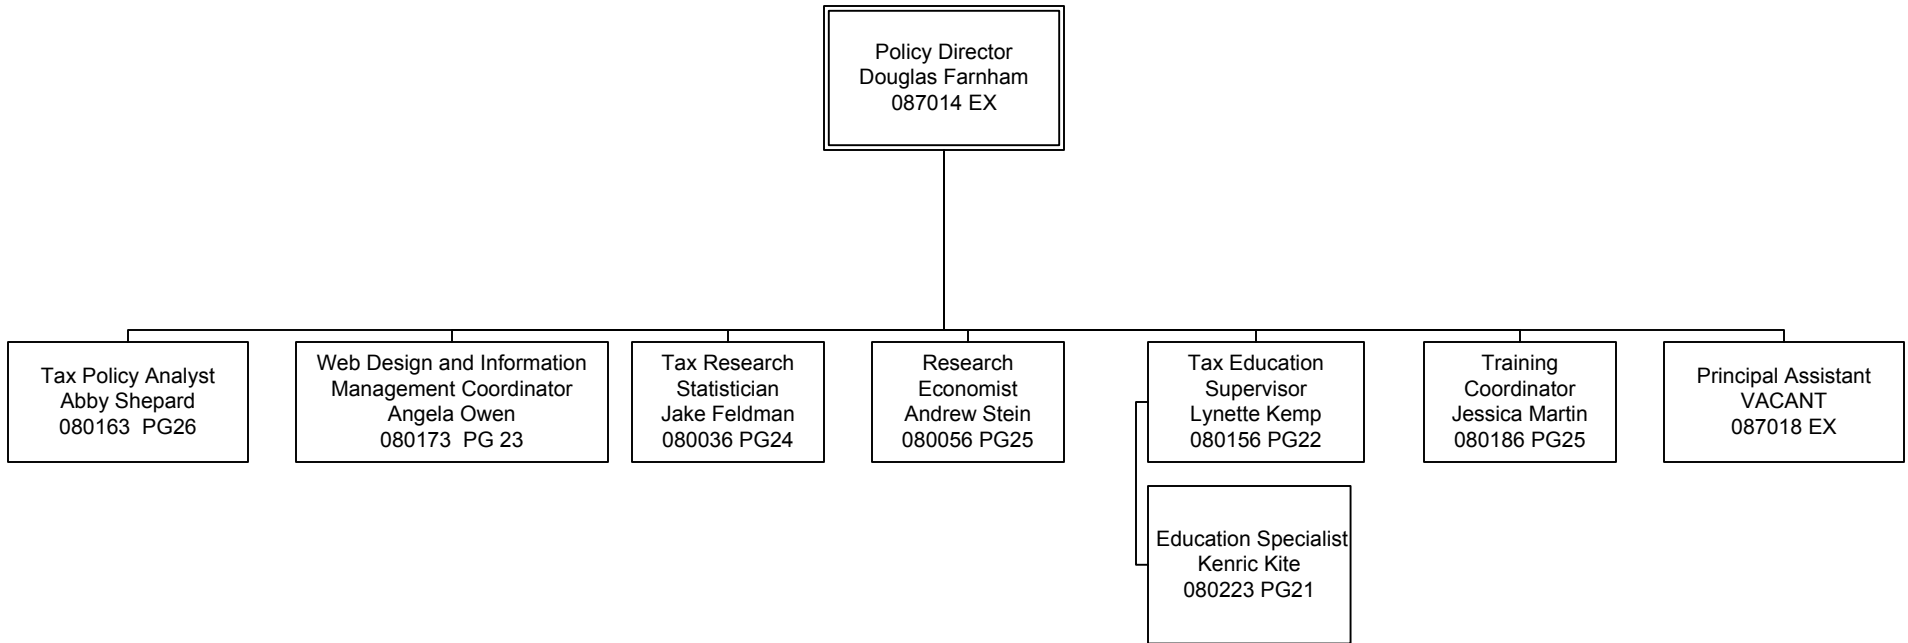 Policy Director
Douglas Farnham
087014 EX
Tax Policy Analyst
Abby Shepard
080163  PG26
Web Design and Information
Management Coordinator
Angela Owen
080173  PG 23
Tax Research
Statistician
Jake Feldman
080036 PG24
Research
Economist
Andrew Stein
080056 PG25
Tax Education
Supervisor
Lynette Kemp
080156 PG22
Training
Coordinator
Jessica Martin
080186 PG25
Principal Assistant
VACANT
087018 EX
Education Specialist
Kenric Kite
080223 PG21